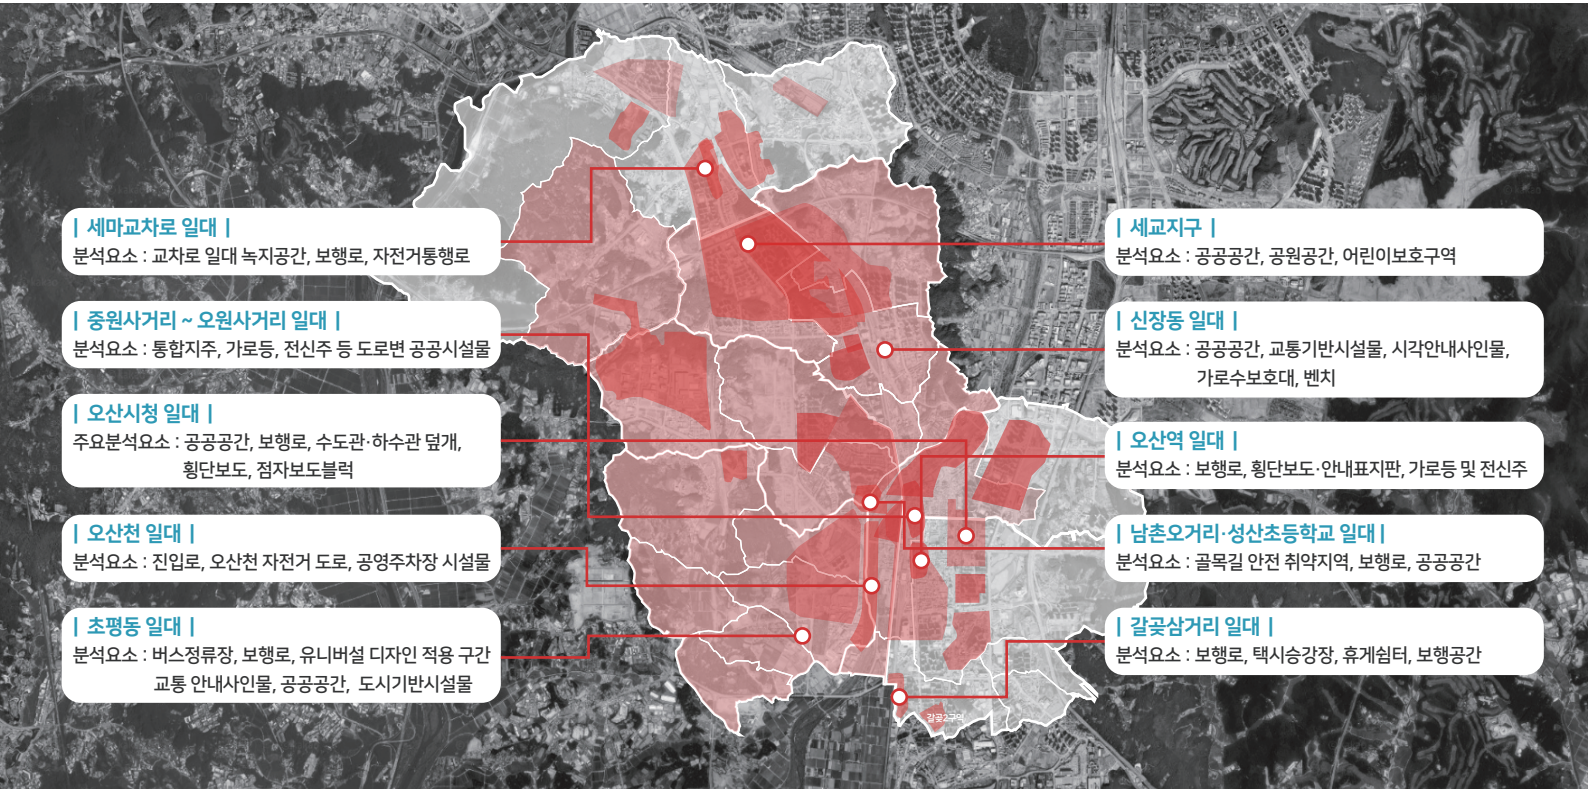 | 세마교차로 일대 |
분석요소 : 교차로 일대 녹지공간, 보행로, 자전거통행로
| 중원사거리 ~ 오원사거리 일대 |
분석요소 : 통합지주, 가로등, 전신주 등 도로변 공공시설물
| 오산시청 일대 |
주요분석요소 : 공공공간, 보행로, 수도관·하수관 덮개,
횡단보도, 점자보도블럭
| 오산천 일대 |
분석요소 : 진입로, 오산천 자전거 도로, 공영주차장 시설물
| 초평동 일대 |
분석요소 : 버스정류장, 보행로, 유니버설 디자인 적용 구간
교통 안내사인물, 공공공간, 도시기반시설물
| 세교지구 |
분석요소 : 공공공간, 공원공간, 어린이보호구역
| 신장동 일대 |
분석요소 : 공공공간, 교통기반시설물, 시각안내사인물,
가로수보호대, 벤치
| 오산역 일대 |
분석요소 : 보행로, 횡단보도·안내표지판, 가로등 및 전신주
| 남촌오거리·성산초등학교 일대 |
분석요소 : 골목길 안전 취약지역, 보행로, 공공공간
| 갈곶삼거리 일대 |
분석요소 : 보행로, 택시승강장, 휴게쉼터, 보행공간
갈곶2구역